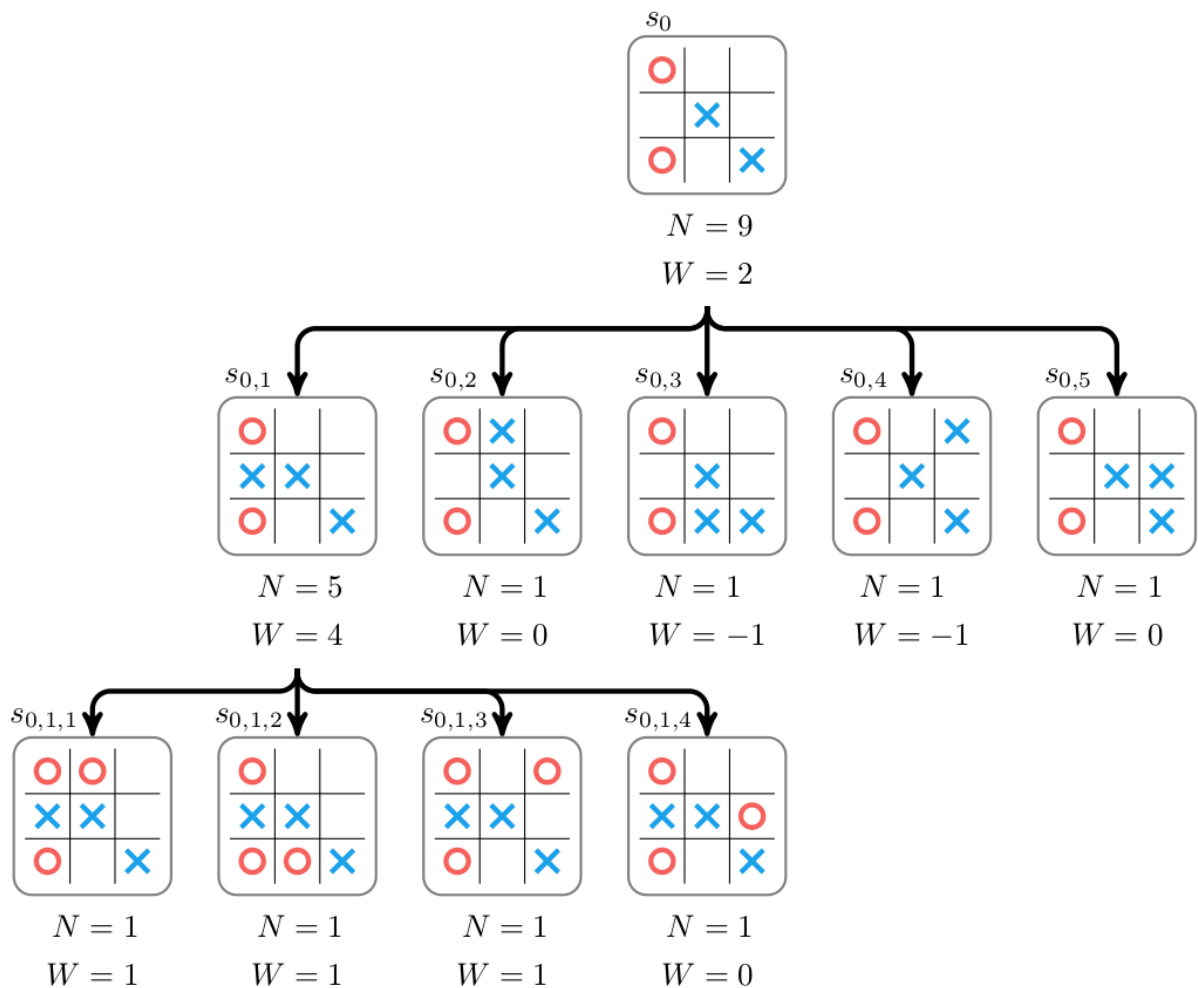 s_0
N = 9
W = 2
s_{0,1} s_{0,2} s_{0,3} s_{0,4} s_{0,5}
N = 5 N = 1 N = 1 N = 1 N = 1
W = 4 W = 0 W = −1 W = −1 W = 0
s_{0,1,1} s_{0,1,2} s_{0,1,3} s_{0,1,4}
N = 1 N = 1 N = 1 N = 1
W = 1 W = 1 W = 1 W = 0